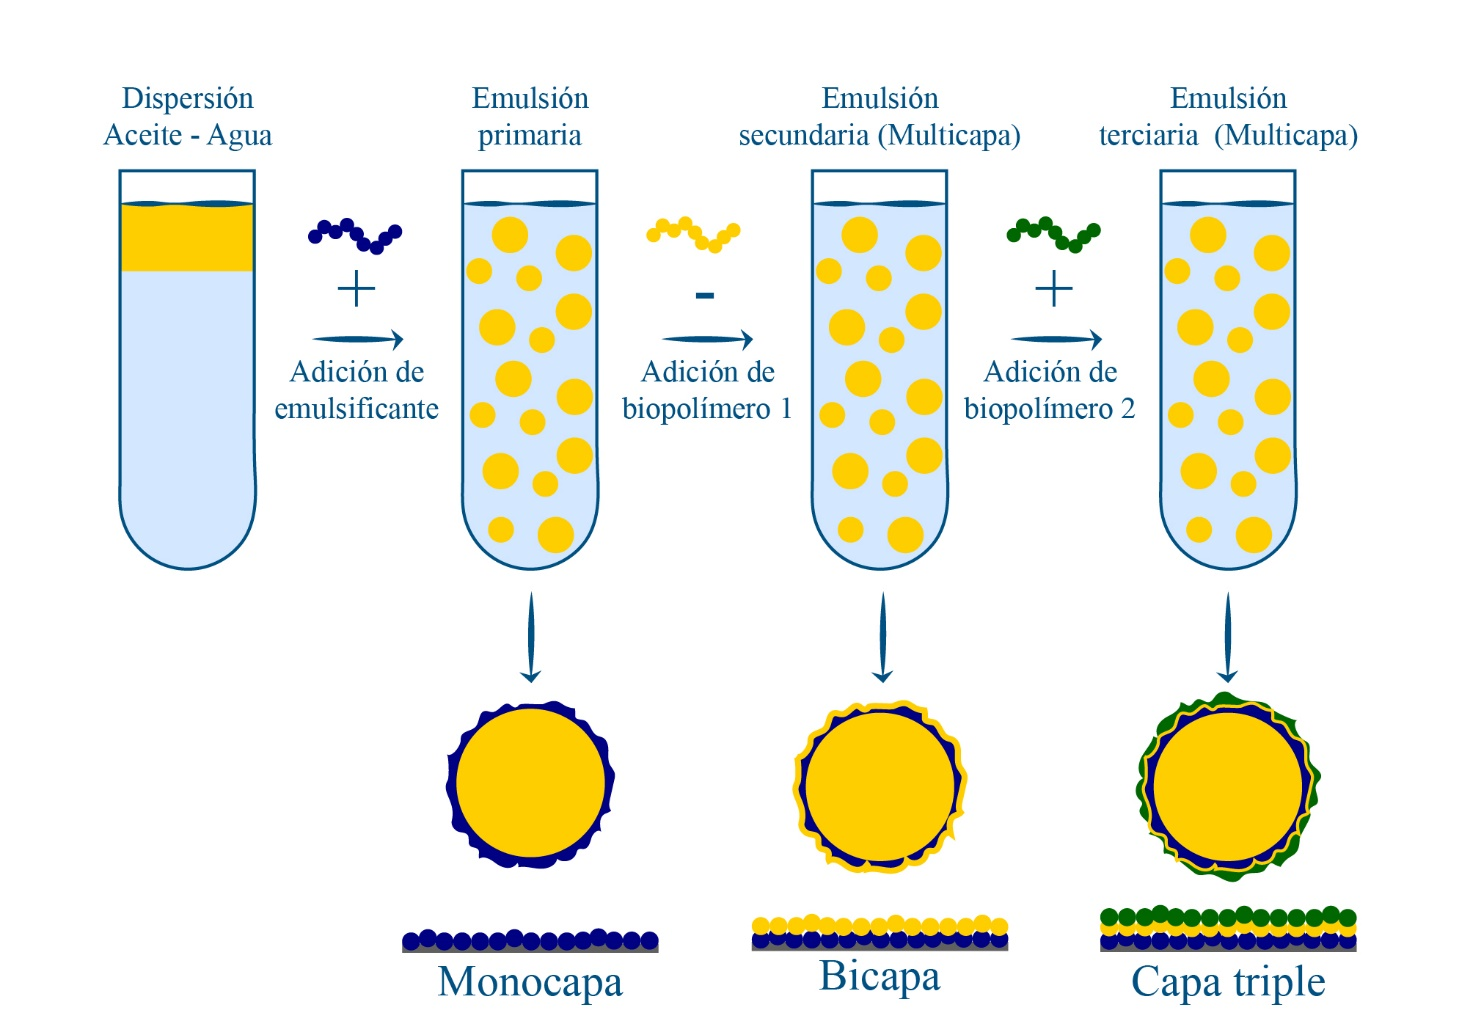 Dispersión
Aceite - Agua
Emulsión
primaria
Emulsión
secundaria (Multicapa)
Emulsión
terciaria (Multicapa)
+
Adición de
emulsificante
-
Adición de
biopolímero 1
+
Adición de
biopolímero 2
Monocapa
Bicapa
Capa triple